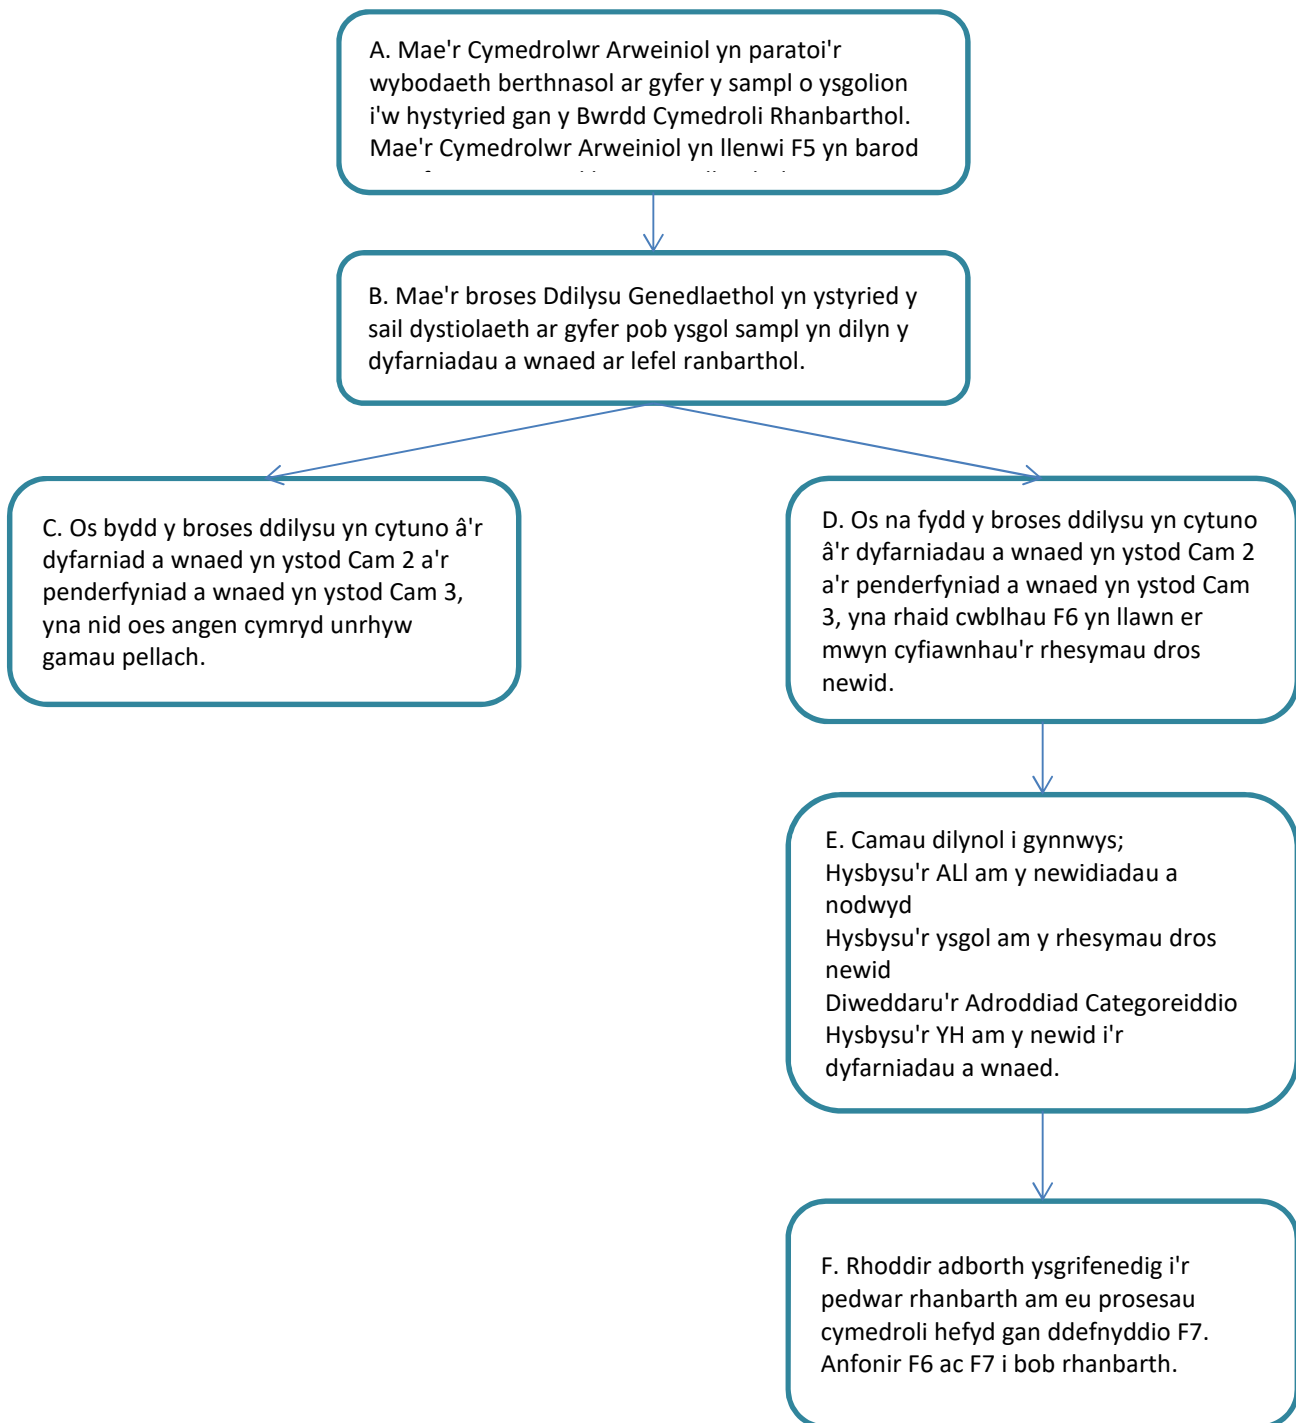 A. Mae'r Cymedrolwr Arweiniol yn paratoi'r
wybodaeth berthnasol ar gyfer y sampl o ysgolion
i'w hystyried gan y Bwrdd Cymedroli Rhanbarthol.
Mae'r Cymedrolwr Arweiniol yn llenwi F5 yn barod
B. Mae'r broses Ddilysu Genedlaethol yn ystyried y
sail dystiolaeth ar gyfer pob ysgol sampl yn dilyn y
dyfarniadau a wnaed ar lefel ranbarthol.
C. Os bydd y broses ddilysu yn cytuno â'r
dyfarniad a wnaed yn ystod Cam 2 a'r
penderfyniad a wnaed yn ystod Cam 3,
yna nid oes angen cymryd unrhyw
gamau pellach.
D. Os na fydd y broses ddilysu yn cytuno
â'r dyfarniadau a wnaed yn ystod Cam 2
a'r penderfyniad a wnaed yn ystod Cam
3, yna rhaid cwblhau F6 yn llawn er
mwyn cyfiawnhau'r rhesymau dros
newid.
E. Camau dilynol i gynnwys;
Hysbysu'r ALl am y newidiadau a
nodwyd
Hysbysu'r ysgol am y rhesymau dros
newid
Diweddaru'r Adroddiad Categoreiddio
Hysbysu'r YH am y newid i'r
dyfarniadau a wnaed.
F. Rhoddir adborth ysgrifenedig i'r
pedwar rhanbarth am eu prosesau
cymedroli hefyd gan ddefnyddio F7.
Anfonir F6 ac F7 i bob rhanbarth.